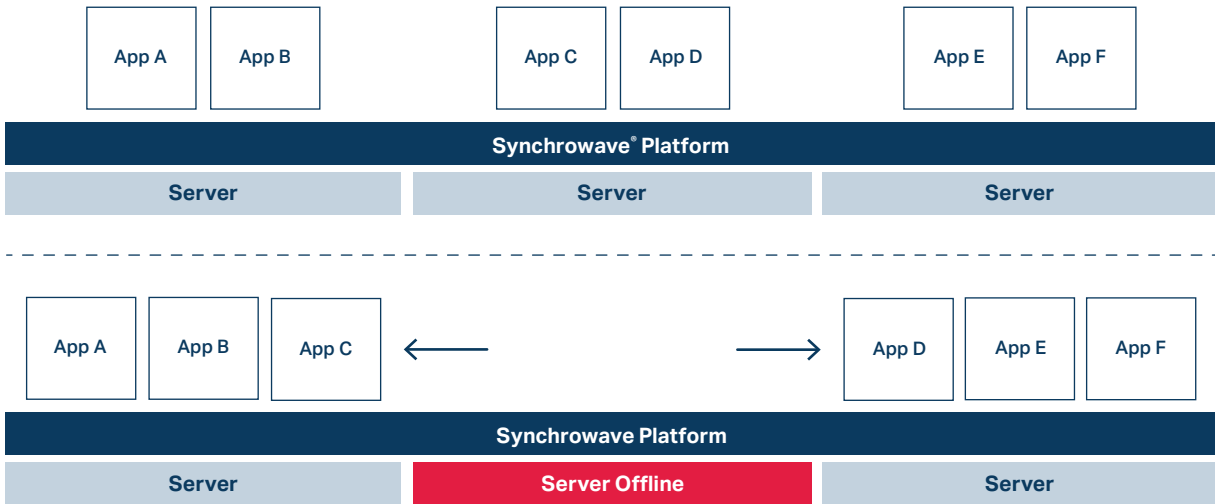 App A
App B
App C
App D
App E
App F
Synchrowave® Platform
Server
Server
Server
App A
App B
App C
App D
App E
App F
Synchrowave Platform
Server
Server Offline
Server